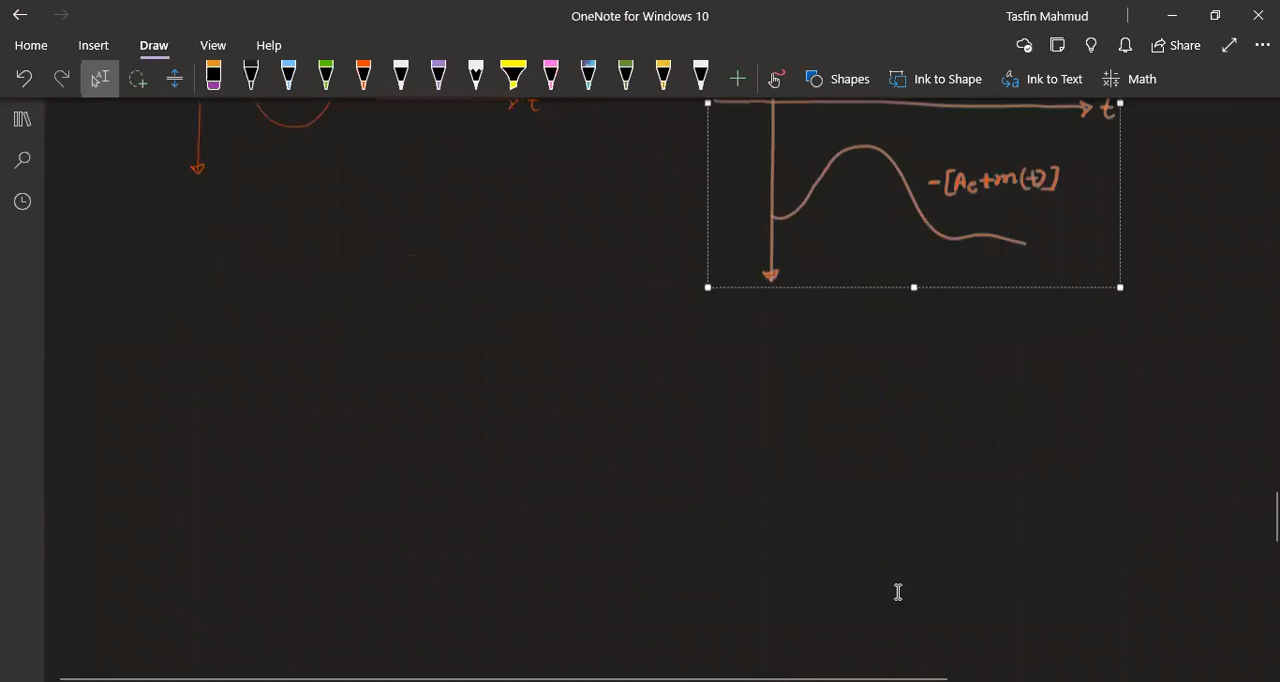 OneNote for Windows 10
Tasfin Mahmud
Home
Insert
Draw
View
Help
Share
Shapes
Ink to Shape
Ink to Text
Math
t
t
-[Ac+m(t)]